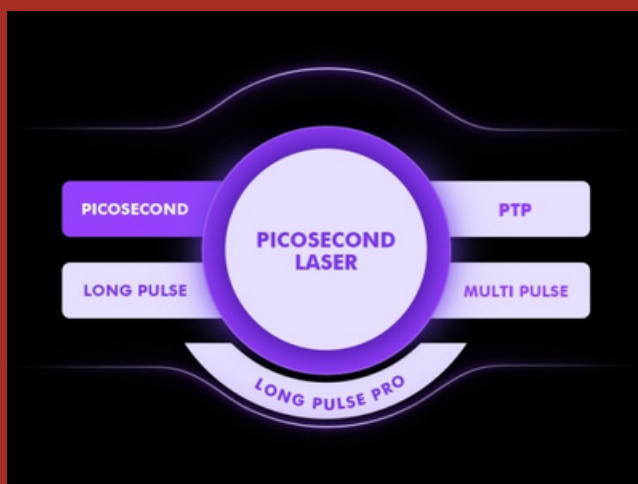 PICOSECOND
PTP
PICOSECOND
LASER
LONG PULSE
MULTI PULSE
LONG PULSE PRO